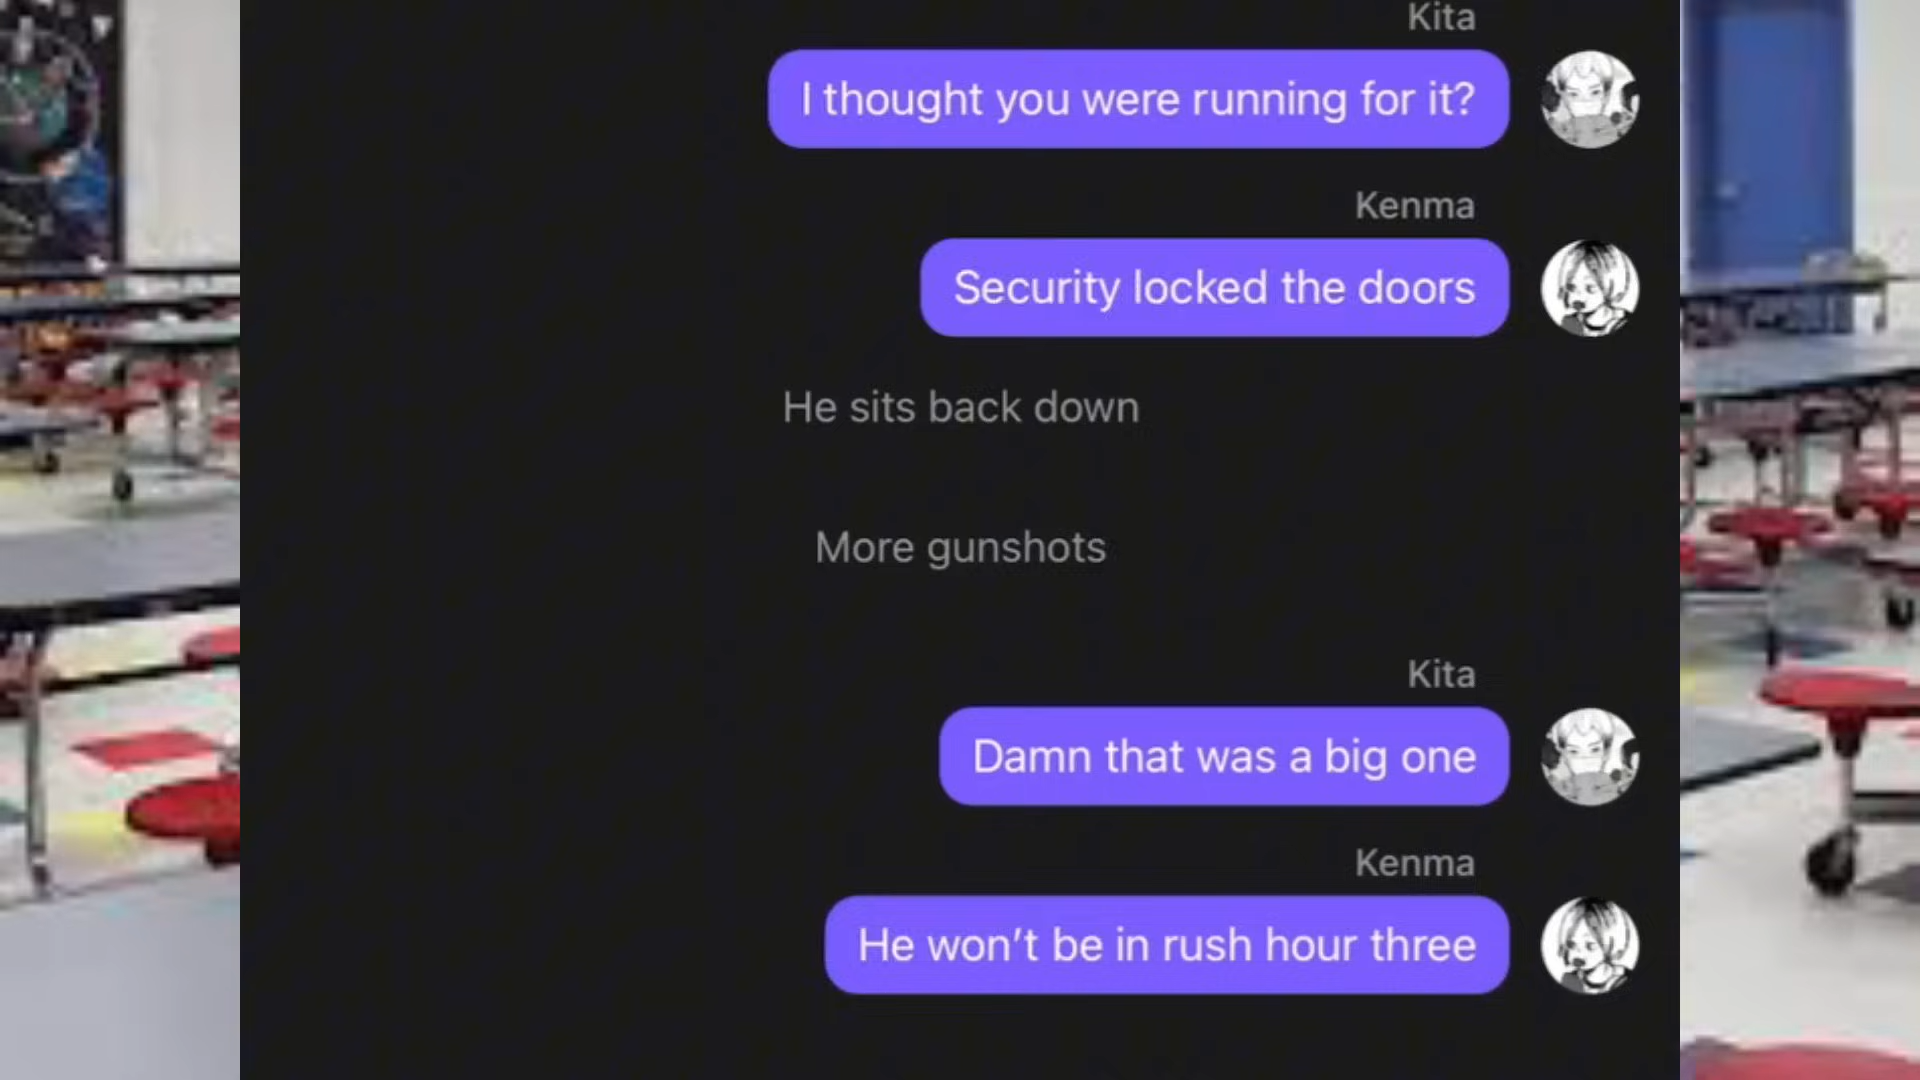 Kita
I thought you were running for it?
Kenma
Security locked the doors
He sits back down
More gunshots
Kita
Damn that was a big one
Kenma
He won’t be in rush hour three